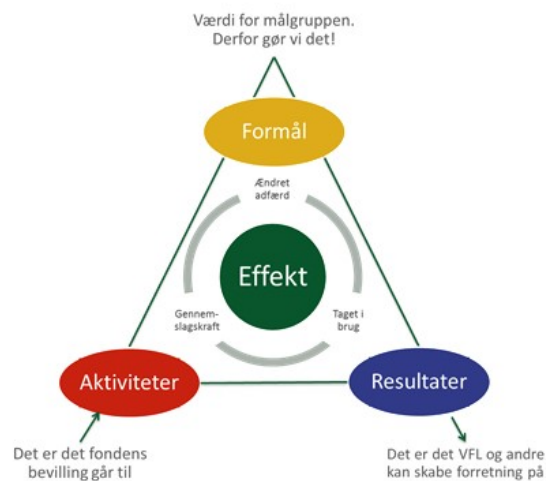 Værdi for målgruppen.
Derfor gør vi det!
Formål
Ændret
adfærd
Effekt
Gennem-
slagskraft
Taget i
brug
Aktiviteter
Resultater
Det er det fondens
bevilling går til
Det er det VFL og andre
kan skabe forretning på